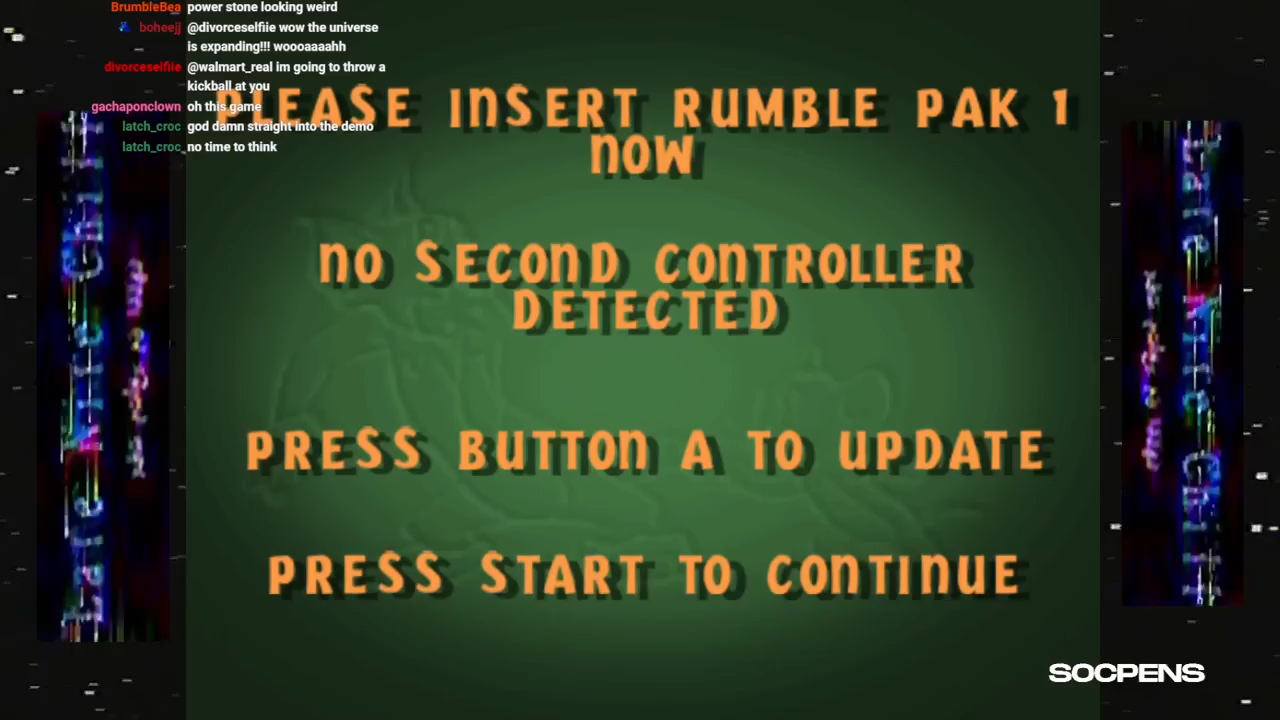 BrumbleBea power stone looking weird
boheejj @divorceselfiie wow the universe
is expanding!!! woooaaaahh
divorceselfiie @walmart_real im going to throw a
kickball at you
gachaponclown oh this game
latch_croc god damn straight into the demo
latch_croc no time to think
PLEASE INSERT RUMBLE PAK 1
NOW
NO SECOND CONTROLLER
DETECTED
PRESS BUTTON A TO UPDATE
PRESS START TO CONTINUE
SOCPENS